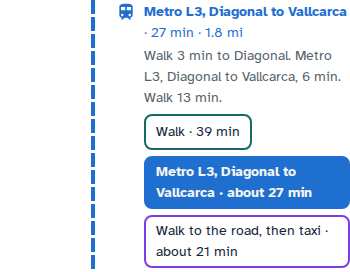 Metro L3, Diagonal to Vallcarca
· 27 min · 1.8 mi
Walk 3 min to Diagonal. Metro
L3, Diagonal to Vallcarca, 6 min.
Walk 13 min.
Walk · 39 min
Metro L3, Diagonal to
Vallcarca · about 27 min
Walk to the road, then taxi ·
about 21 min